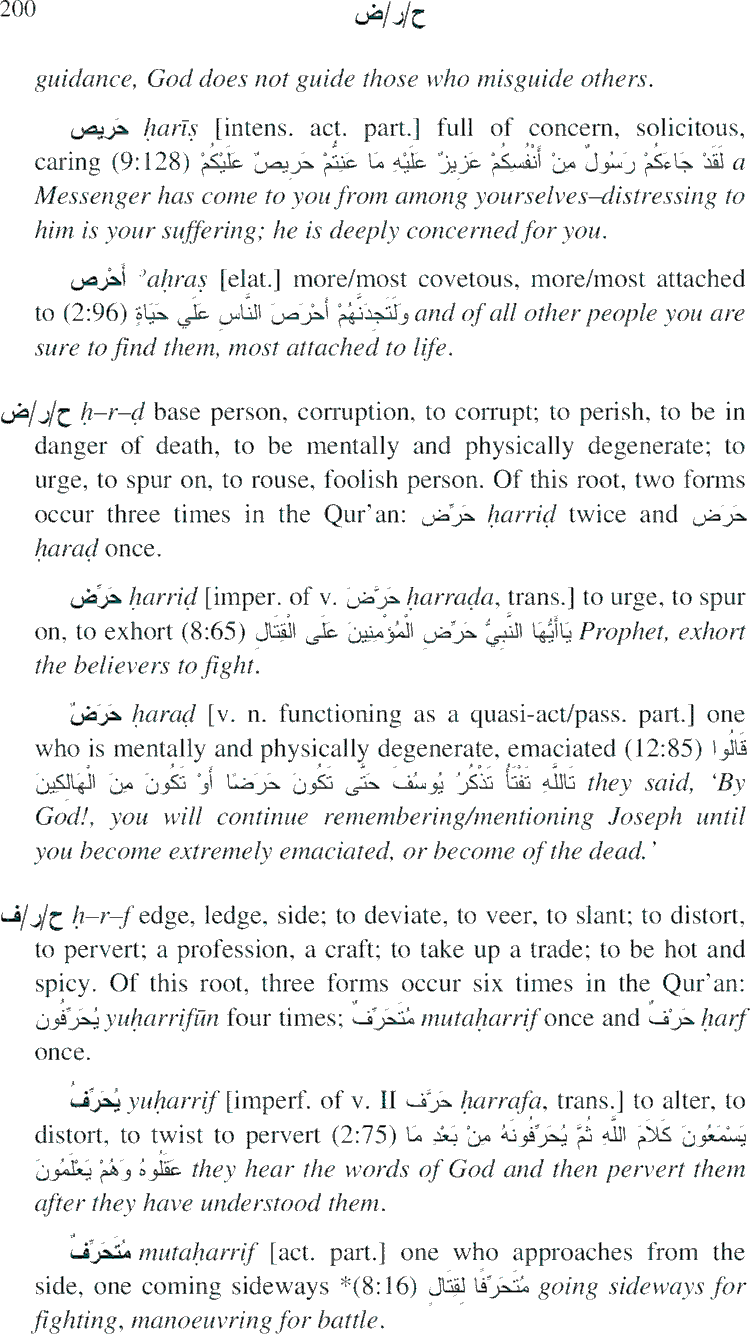 200 ح/ر/ض
guidance, God does not guide those who misguide others.
حَريص ḥarīṣ [intens. act. part.] full of concern, solicitous,
caring (9:128) لَقَدْ جَاءَكُمْ رَسُولٌ مِنْ أَنْفُسِكُمْ عَزِيزٌ عَلَيْهِ مَا عَنِتُّمْ حَرِيصٌ عَلَيْكُمْ a
Messenger has come to you from among yourselves–distressing to
him is your suffering; he is deeply concerned for you.
أَحْرص ʾaḥraṣ [elat.] more/most covetous, more/most attached
to (2:96) وَلَتَجِدَنَّهُمْ أَحْرَصَ النَّاسِ عَلَي حَيَاةٍ and of all other people you are
sure to find them, most attached to life.
ح/ر/ض ḥ–r–ḍ base person, corruption, to corrupt; to perish, to be in
danger of death, to be mentally and physically degenerate; to
urge, to spur on, to rouse, foolish person. Of this root, two forms
occur three times in the Qur’an: حَرِّض ḥarriḍ twice and حَرَض
ḥaraḍ once.
حَرِّض ḥarriḍ [imper. of v. حَرَّضَ ḥarraḍa, trans.] to urge, to spur
on, to exhort (8:65) يَاأَيُّهَا النَّبِيُّ حَرِّضِ الْمُؤْمِنِينَ عَلَى الْقِتَالِ Prophet, exhort
the believers to fight.
حَرَضٌ ḥaraḍ [v. n. functioning as a quasi-act/pass. part.] one
who is mentally and physically degenerate, emaciated (12:85) قَالُوا
تَاللَّهِ تَفْتَأُ تَذْكُرُ يُوسُفَ حَتَّى تَكُونَ حَرَضًا أَوْ تَكُونَ مِنَ الْهَالِكِينَ they said, ‘By
God!, you will continue remembering/mentioning Joseph until
you become extremely emaciated, or become of the dead.’
ح/ر/ف ḥ–r–f edge, ledge, side; to deviate, to veer, to slant; to distort,
to pervert; a profession, a craft; to take up a trade; to be hot and
spicy. Of this root, three forms occur six times in the Qur’an:
يُحَرِّفُون yuḥarrifūn four times; مُتَحَرِّفٌ mutaḥarrif once and حَرْفٌ ḥarf
once.
يُحَرِّفُ yuḥarrif [imperf. of v. II حَرَّف ḥarrafa, trans.] to alter, to
distort, to twist to pervert (2:75) يَسْمَعُونَ كَلاَمَ اللَّهِ ثُمَّ يُحَرِّفُونَهُ مِنْ بَعْدِ مَا
عَقَلُوهُ وَهُمْ يَعْلَمُونَ they hear the words of God and then pervert them
after they have understood them.
مُتَحَرِّفٌ mutaḥarrif [act. part.] one who approaches from the
side, one coming sideways *(8:16) مُتَحَرِّفًا لِقِتَالٍ going sideways for
fighting, manoeuvring for battle.